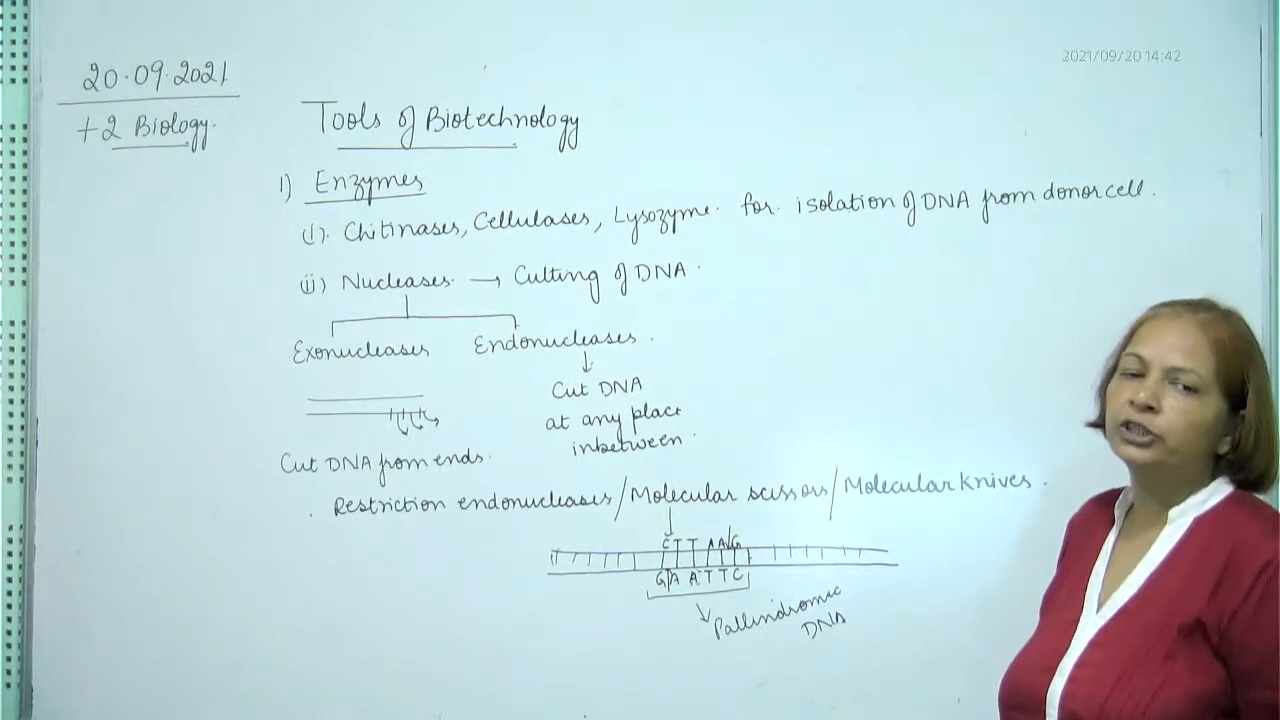 2021/09/20 14:42
20.09.2021
+2 Biology.
Tools of Biotechnology
1) Enzymes
(i). Chitinases, Cellulases, Lysozyme. for isolation of DNA from donor cell.
(ii) Nucleases. → Cutting of DNA.
Exonucleases Endonucleases.
Cut DNA
at any place
inbetween.
Cut DNA from ends.
. Restriction endonucleases/Molecular scissors/Molecular knives.
C T T A A G
G A A T T C
Pallindromic
DNA